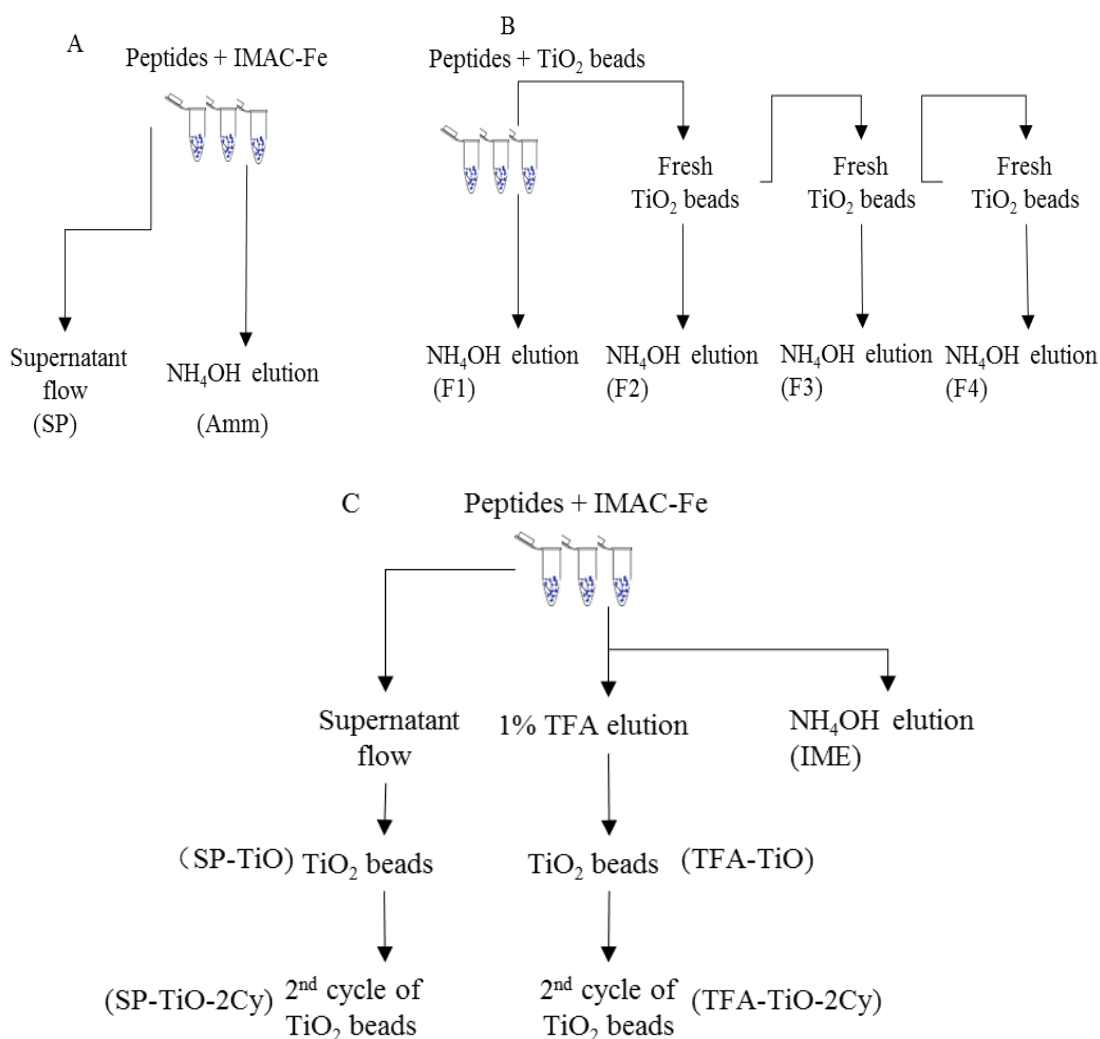 A
Peptides + IMAC-Fe
Supernatant
flow
(SP)
NH₄OH elution
(Amm)
B
Peptides + TiO₂ beads
Fresh
TiO₂ beads
Fresh
TiO₂ beads
Fresh
TiO₂ beads
NH₄OH elution
(F1)
NH₄OH elution
(F2)
NH₄OH elution
(F3)
NH₄OH elution
(F4)
C
Peptides + IMAC-Fe
Supernatant
flow
1% TFA elution
NH₄OH elution
(IME)
(SP-TiO) TiO₂ beads
TiO₂ beads (TFA-TiO)
(SP-TiO-2Cy) 2nd cycle of
TiO₂ beads
2nd cycle of (TFA-TiO-2Cy)
TiO₂ beads